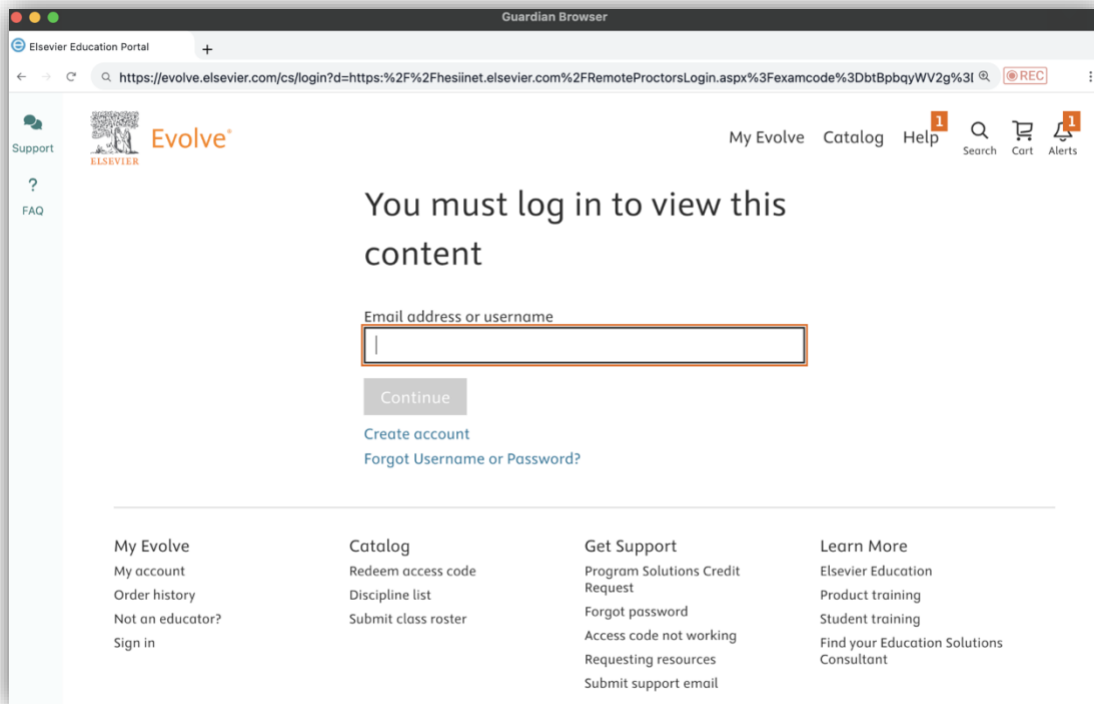 Guardian Browser
Elsevier Education Portal
https://evolve.elsevier.com/cs/login?d=https:%2F%2Fhesiinet.elsevier.com%2FRemoteProctorsLogin.aspx%3Fexamcode%3DbtBpbqyWV2g%3D
REC
Support
?
FAQ
ELSEVIER
Evolve®
My Evolve Catalog Help 1
Search Cart 1 Alerts
You must log in to view this
content
Email address or username
Continue
Create account
Forgot Username or Password?
My Evolve
My account
Order history
Not an educator?
Sign in
Catalog
Redeem access code
Discipline list
Submit class roster
Get Support
Program Solutions Credit
Request
Forgot password
Access code not working
Requesting resources
Submit support email
Learn More
Elsevier Education
Product training
Student training
Find your Education Solutions
Consultant